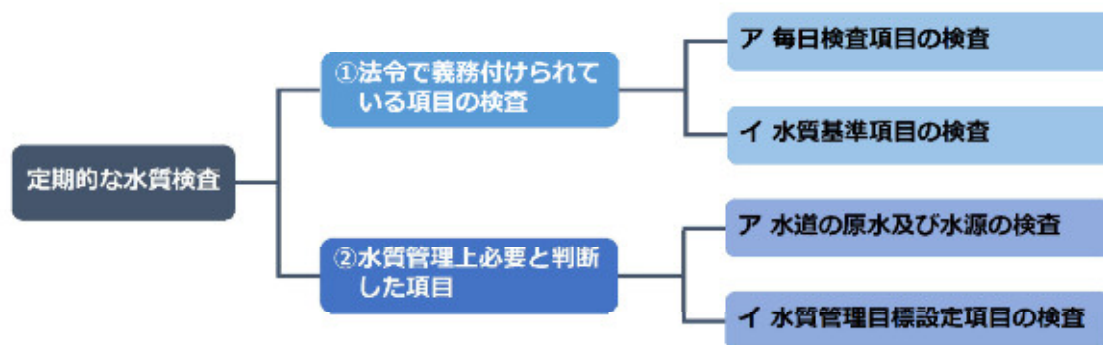 定期的な水質検査
①法令で義務付けられて
いる項目の検査
ア 毎日検査項目の検査
イ 水質基準項目の検査
②水質管理上必要と判断
した項目
ア 水道の原水及び水源の検査
イ 水質管理目標設定項目の検査